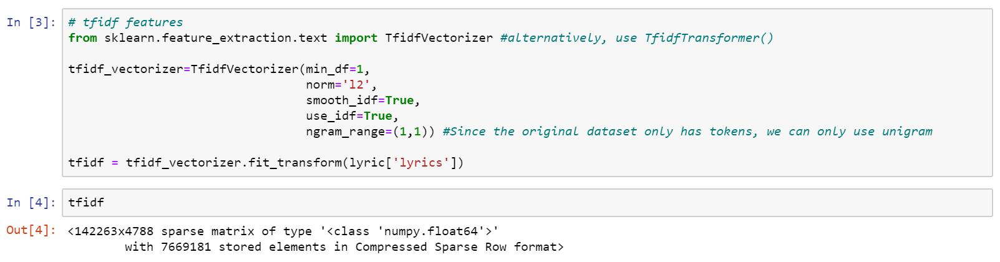 In [3]: # tfidf features
from sklearn.feature_extraction.text import TfidfVectorizer #alternatively, use TfidfTransformer()
tfidf_vectorizer=TfidfVectorizer(min_df=1,
norm='l2',
smooth_idf=True,
use_idf=True,
ngram_range=(1,1)) #Since the original dataset only has tokens, we can only use unigram
tfidf = tfidf_vectorizer.fit_transform(lyric['lyrics'])
In [4]: tfidf
Out[4]: <142263x4788 sparse matrix of type '<class 'numpy.float64'>'
with 7669181 stored elements in Compressed Sparse Row format>